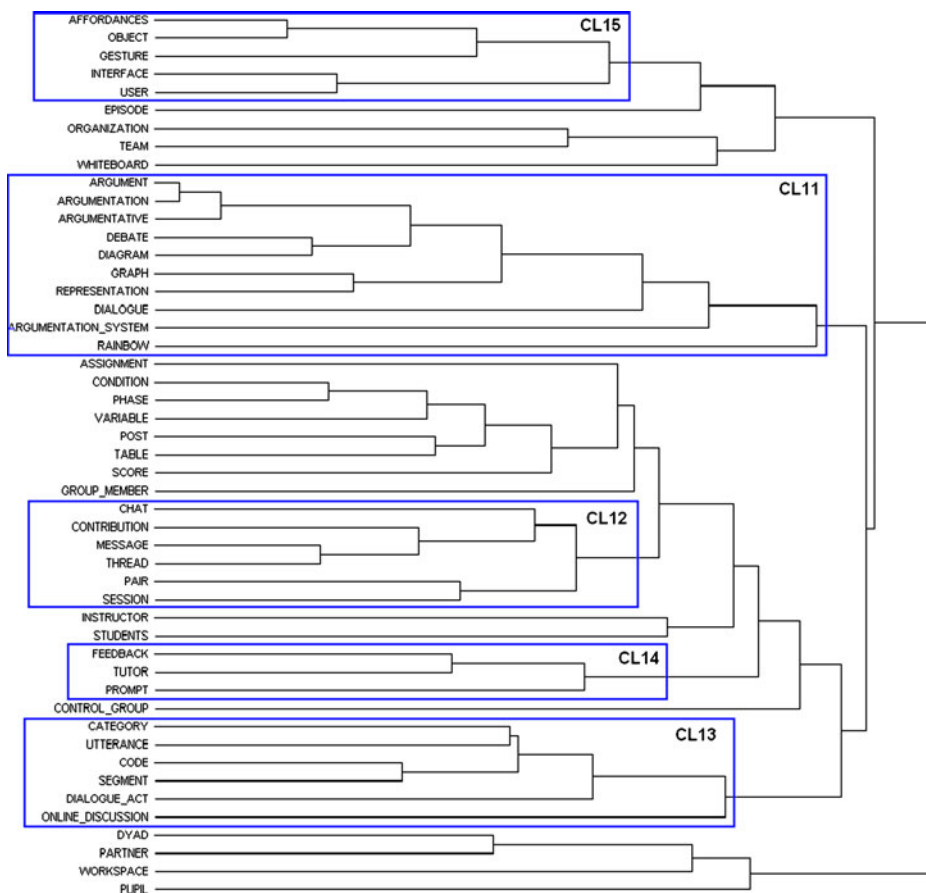 AFFORDANCES
CL15
OBJECT
GESTURE
INTERFACE
USER
EPISODE
ORGANIZATION
TEAM
WHITEBOARD
ARGUMENT
CL11
ARGUMENTATION
ARGUMENTATIVE
DEBATE
DIAGRAM
GRAPH
REPRESENTATION
DIALOGUE
ARGUMENTATION_SYSTEM
RAINBOW
ASSIGNMENT
CONDITION
PHASE
VARIABLE
POST
TABLE
SCORE
GROUP_MEMBER
CHAT
CL12
CONTRIBUTION
MESSAGE
THREAD
PAIR
SESSION
INSTRUCTOR
STUDENTS
FEEDBACK
CL14
TUTOR
PROMPT
CONTROL_GROUP
CATEGORY
CL13
UTTERANCE
CODE
SEGMENT
DIALOGUE_ACT
ONLINE_DISCUSSION
DYAD
PARTNER
WORKSPACE
PUPIL